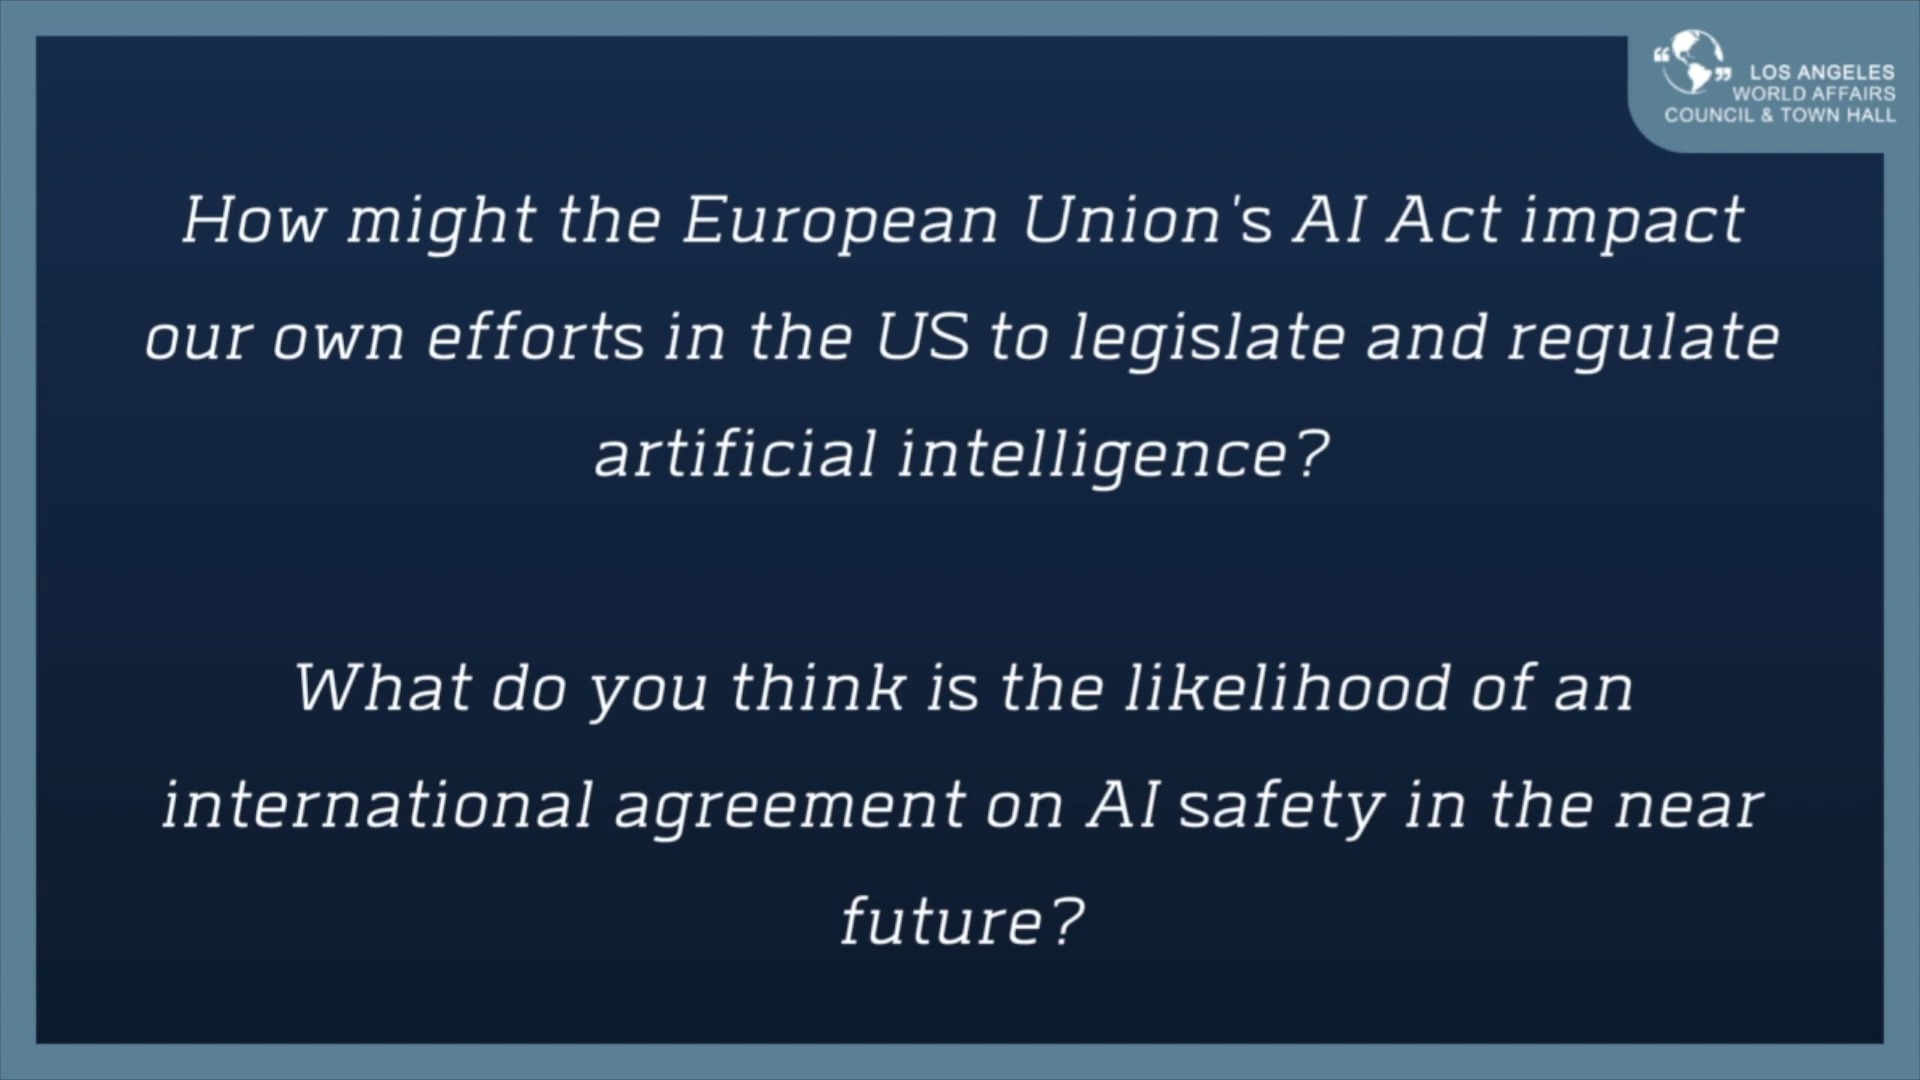 “ ”
LOS ANGELES
WORLD AFFAIRS
COUNCIL & TOWN HALL
How might the European Union's AI Act impact
our own efforts in the US to legislate and regulate
artificial intelligence?
What do you think is the likelihood of an
international agreement on AI safety in the near
future?